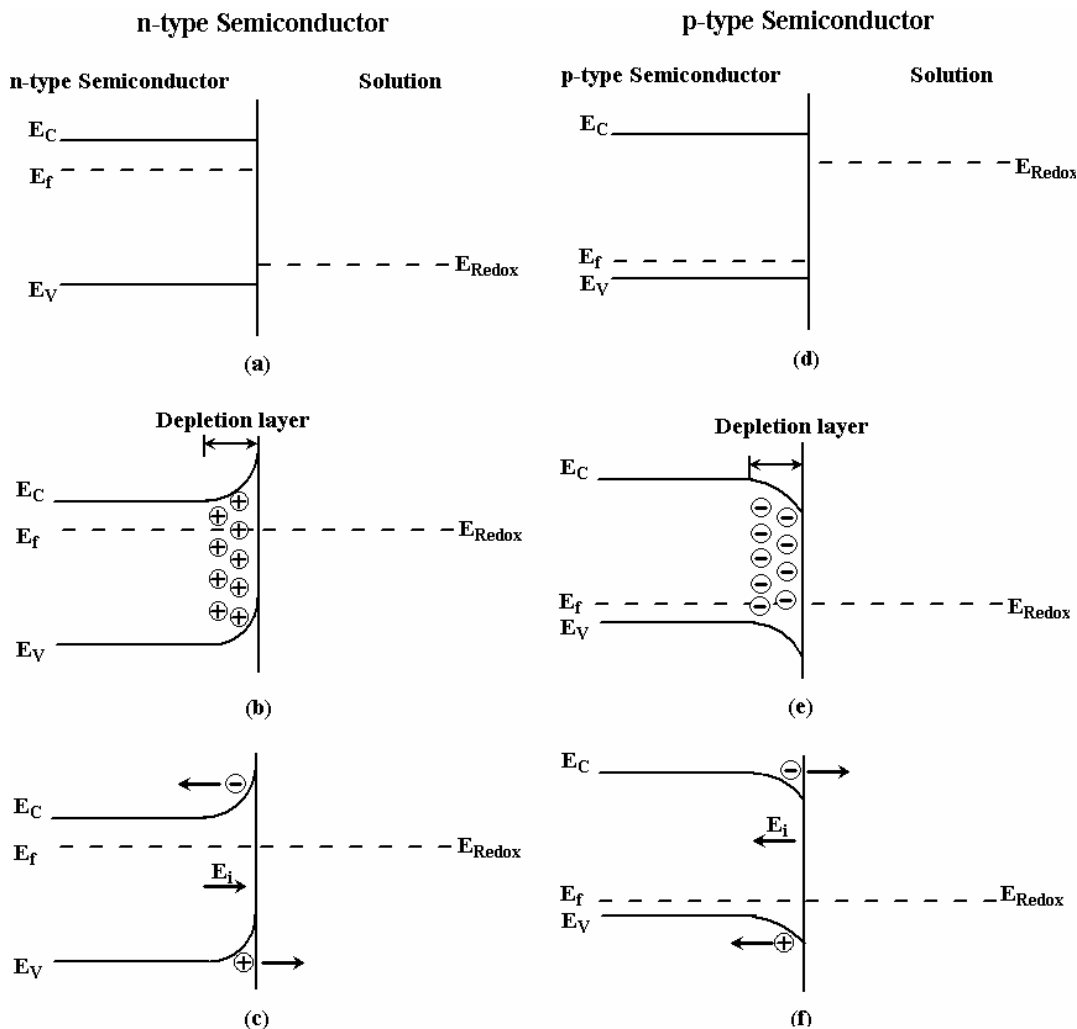 n-type Semiconductor
p-type Semiconductor
n-type Semiconductor
Solution
p-type Semiconductor
Solution
E_C
E_f
E_V
E_Redox
(a)
E_C
E_f
E_V
E_Redox
(d)
Depletion layer
E_C
E_f
E_V
E_Redox
(b)
Depletion layer
E_C
E_f
E_V
E_Redox
(e)
E_C
E_f
E_i
E_V
E_Redox
(c)
E_C
E_i
E_f
E_V
E_Redox
(f)